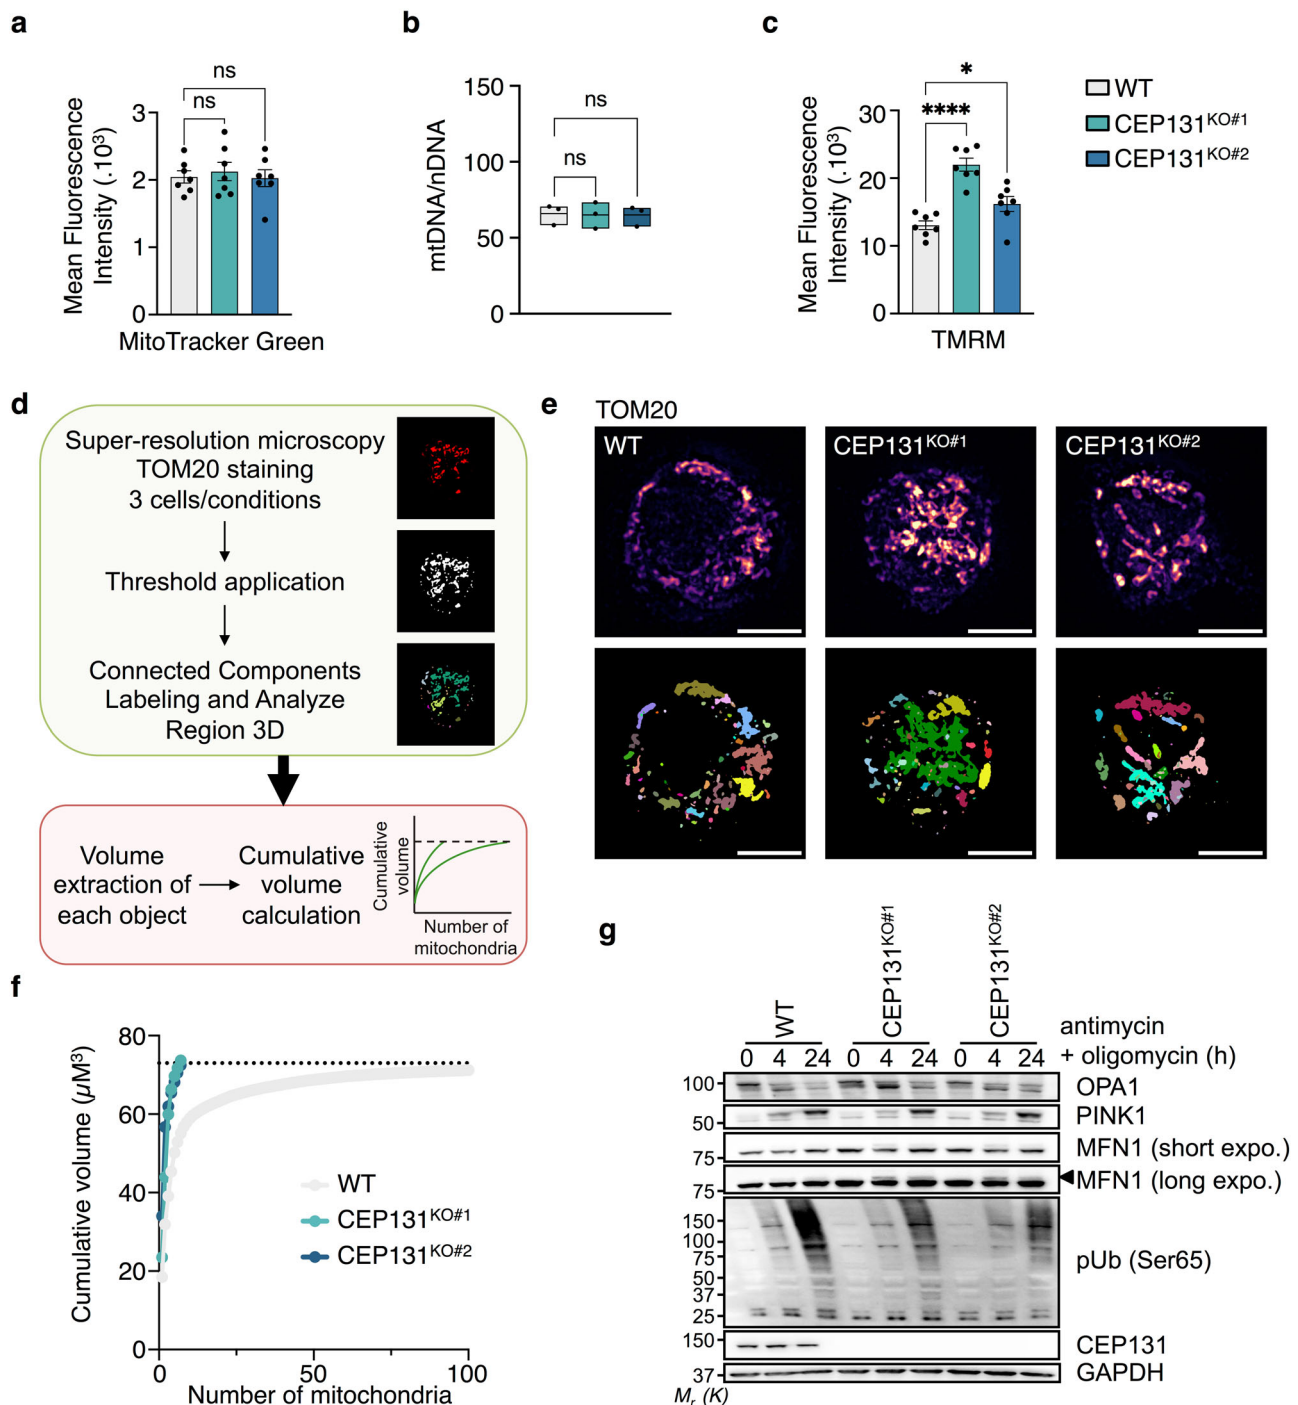 a
b
c
ns
ns
3
2
1
0
Mean Fluorescence
Intensity (.10³)
MitoTracker Green
150
100
50
0
mtDNA/nDNA
ns
ns
*
****
30
20
10
0
Mean Fluorescence
Intensity (.10³)
TMRM
WT
CEP131KO#1
CEP131KO#2
d
Super-resolution microscopy
TOM20 staining
3 cells/conditions
Threshold application
Connected Components
Labeling and Analyze
Region 3D
Volume
extraction of
each object
Cumulative
volume
calculation
Cumulative
volume
Number of
mitochondria
e
TOM20
WT
CEP131KO#1
CEP131KO#2
f
80
60
40
20
0
Cumulative volume (µM³)
WT
CEP131KO#1
CEP131KO#2
0
50
100
Number of mitochondria
g
WT
CEP131KO#1
CEP131KO#2
antimycin
0 4 24 0 4 24 0 4 24 + oligomycin (h)
100 OPA1
50 PINK1
75 MFN1 (short expo.)
75 MFN1 (long expo.)
150
100
75
50
37
25
pUb (Ser65)
150 CEP131
37 GAPDH
Mr (K)